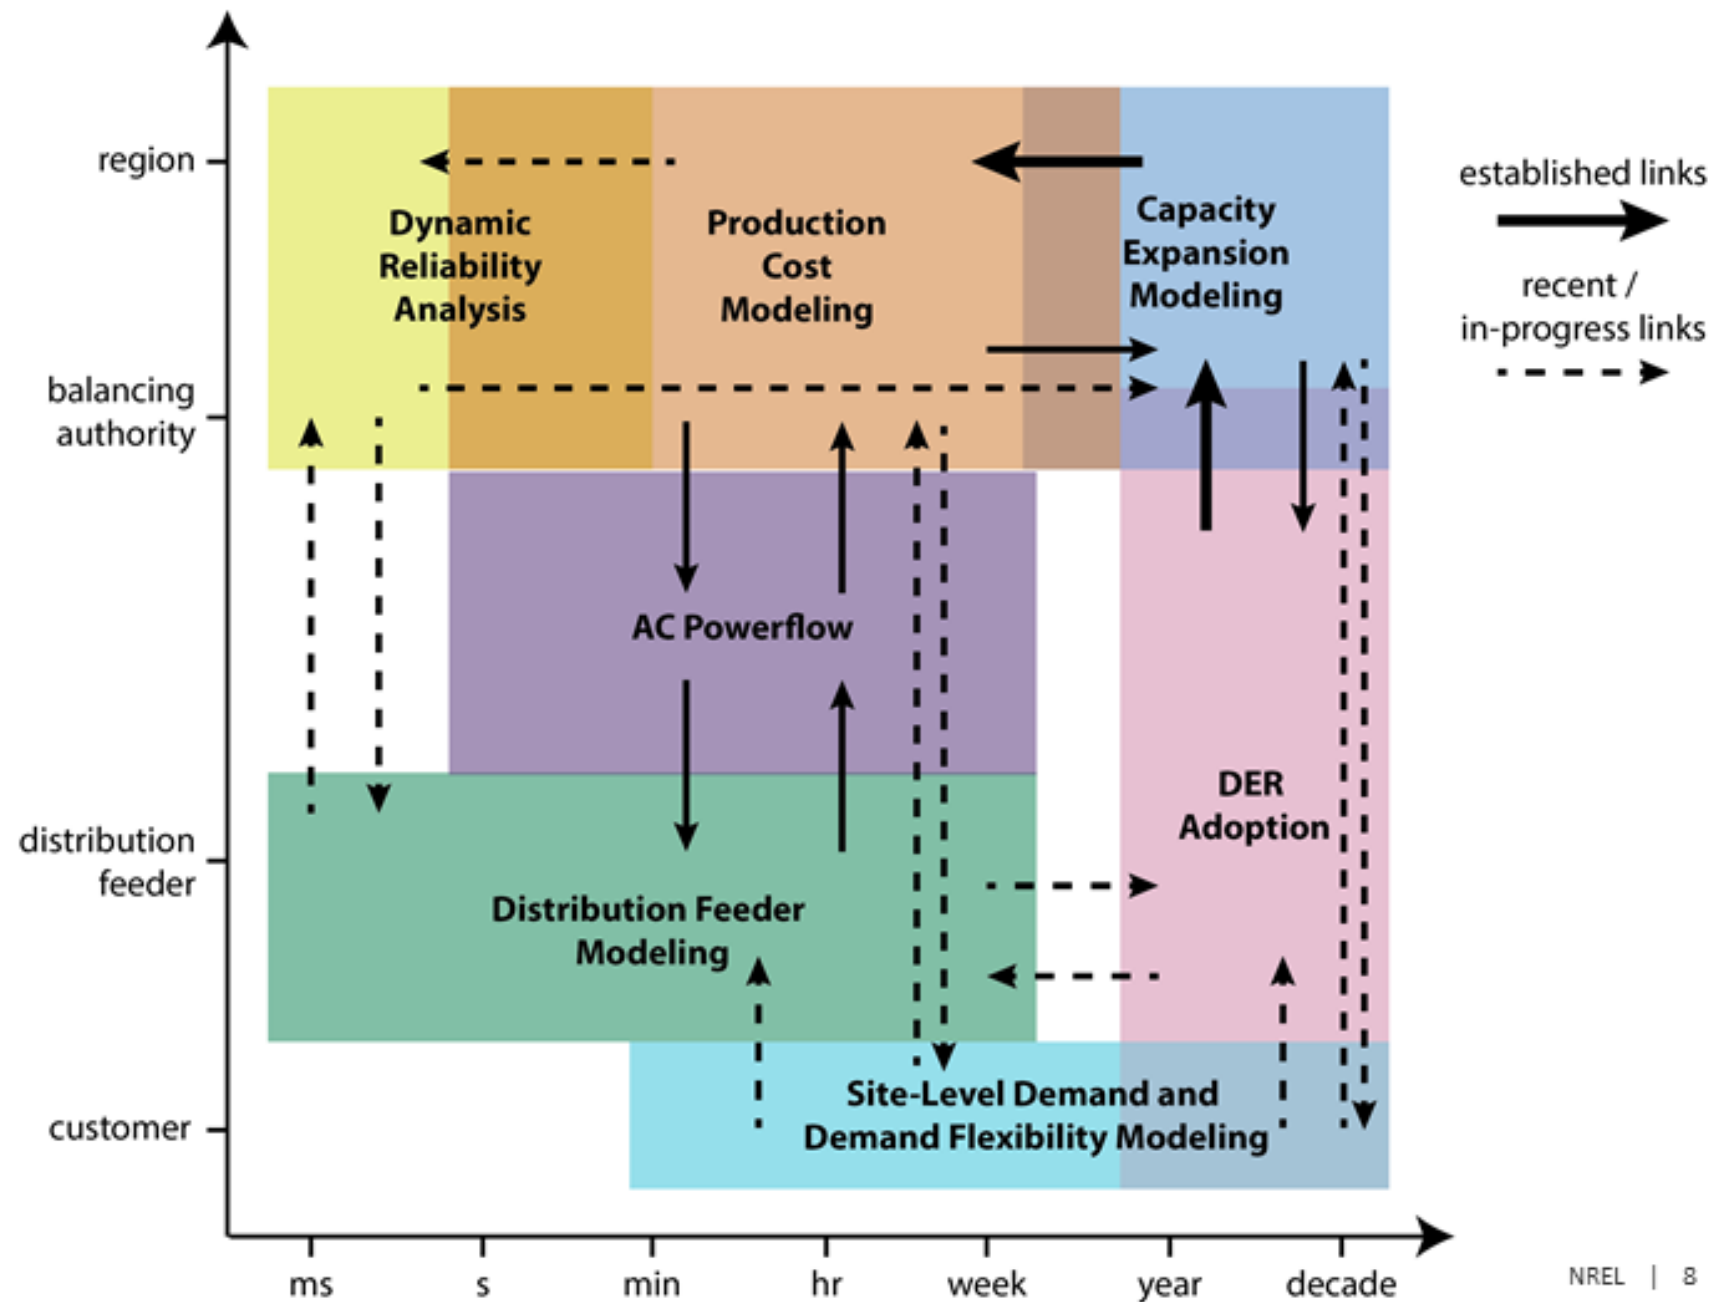 region
balancing
authority
distribution
feeder
customer
Dynamic
Reliability
Analysis
Production
Cost
Modeling
Capacity
Expansion
Modeling
AC Powerflow
DER
Adoption
Distribution Feeder
Modeling
Site-Level Demand and
Demand Flexibility Modeling
established links
recent /
in-progress links
ms
s
min
hr
week
year
decade
NREL | 8